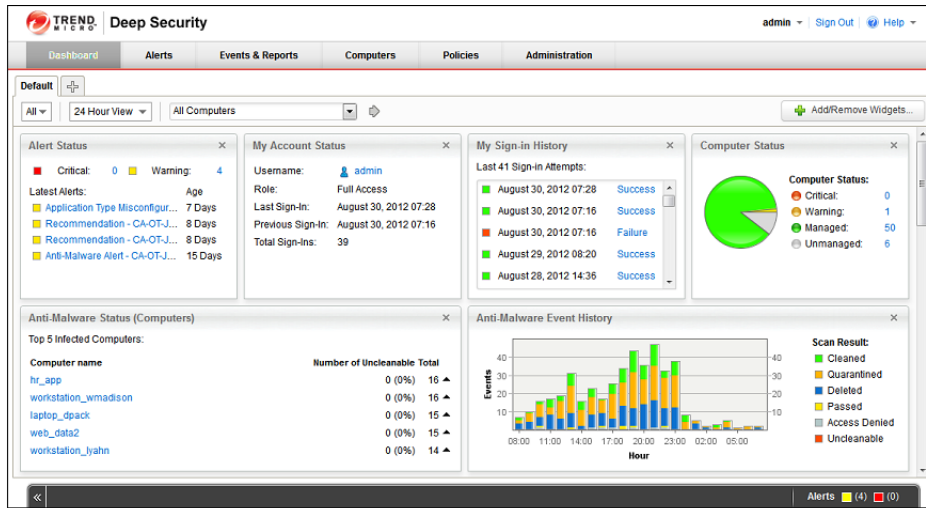 TREND MICRO Deep Security
admin Sign Out Help
Dashboard Alerts Events & Reports Computers Policies Administration
Default
All 24 Hour View All Computers Add/Remove Widgets...
Alert Status
Critical: 0 Warning: 4
Latest Alerts: Age
Application Type Misconfigur... 7 Days
Recommendation - CA-OT-J... 8 Days
Recommendation - CA-OT-J... 8 Days
Anti-Malware Alert - CA-OT-J... 15 Days
My Account Status
Username: admin
Role: Full Access
Last Sign-In: August 30, 2012 07:28
Previous Sign-In: August 30, 2012 07:16
Total Sign-Ins: 39
My Sign-in History
Last 41 Sign-in Attempts:
August 30, 2012 07:28 Success
August 30, 2012 07:16 Success
August 30, 2012 07:16 Failure
August 29, 2012 08:20 Success
August 28, 2012 14:36 Success
Computer Status
Computer Status:
Critical: 0
Warning: 1
Managed: 50
Unmanaged: 6
Anti-Malware Status (Computers)
Top 5 Infected Computers:
Computer name Number of Uncleanable Total
hr_app 0 (0%) 16
workstation_wmadison 0 (0%) 16
laptop_dpack 0 (0%) 15
web_data2 0 (0%) 15
workstation_lyahn 0 (0%) 14
Anti-Malware Event History
Events
40 40
30 30
20 20
10 10
08:00 11:00 14:00 17:00 20:00 23:00 02:00 05:00
Hour
Scan Result:
Cleaned
Quarantined
Deleted
Passed
Access Denied
Uncleanable
Alerts (4) (0)